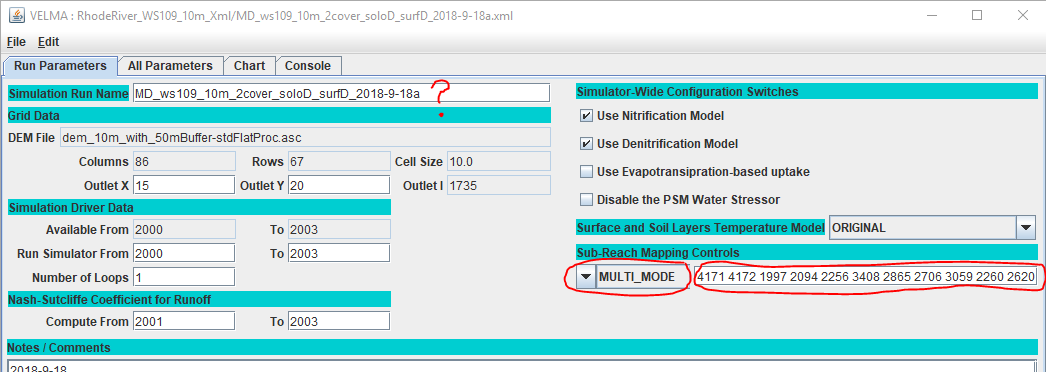 VELMA : RhodeRiver_WS109_10m_Xml/MD_ws109_10m_2cover_soloD_surfD_2018-9-18a.xml
File Edit
Run Parameters All Parameters Chart Console
Simulation Run Name MD_ws109_10m_2cover_soloD_surfD_2018-9-18a ?
Grid Data
DEM File dem_10m_with_50mBuffer-stdFlatProc.asc
Columns 86 Rows 67 Cell Size 10.0
Outlet X 15 Outlet Y 20 Outlet I 1735
Simulation Driver Data
Available From 2000 To 2003
Run Simulator From 2000 To 2003
Number of Loops 1
Nash-Sutcliffe Coefficient for Runoff
Compute From 2001 To 2003
Simulator-Wide Configuration Switches
Use Nitrification Model
Use Denitrification Model
Use Evapotransipration-based uptake
Disable the PSM Water Stressor
Surface and Soil Layers Temperature Model ORIGINAL
Sub-Reach Mapping Controls
MULTI_MODE 4171 4172 1997 2094 2256 3408 2865 2706 3059 2260 2620
Notes / Comments
2018-9-18